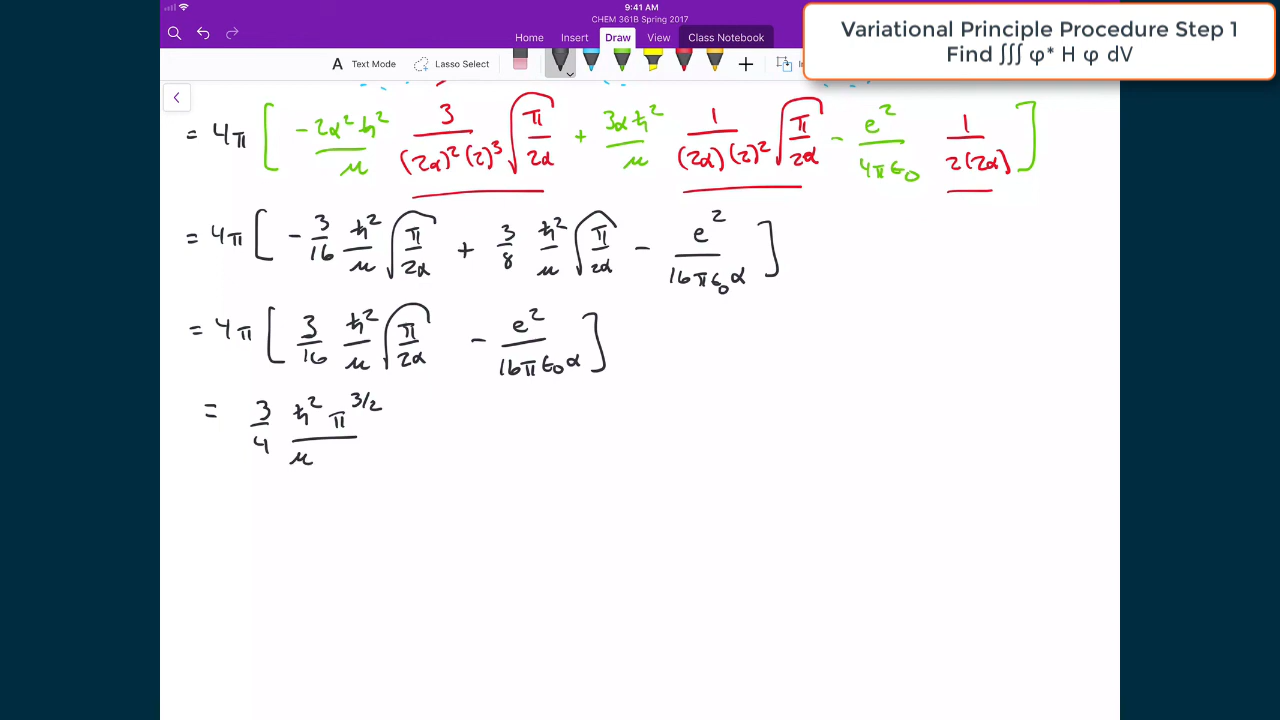 9:41 AM
CHEM 361B Spring 2017
Variational Principle Procedure Step 1
Find ∫∫∫ φ* H φ dV
Home Insert Draw View Class Notebook
Text Mode Lasso Select
= 4π [ -2α²ħ²/μ 3/((2α)²(2)³) √(π/2α) + 3αħ²/μ 1/((2α)(2)²) √(π/2α) - e²/(4πϵ₀) 1/(2(2α)) ]
= 4π [ - 3/16 ħ²/μ √(π/2α) + 3/8 ħ²/μ √(π/2α) - e²/(16πϵ₀α) ]
= 4π [ 3/16 ħ²/μ √(π/2α) - e²/(16πϵ₀α) ]
= 3/4 ħ²π^(3/2)/μ